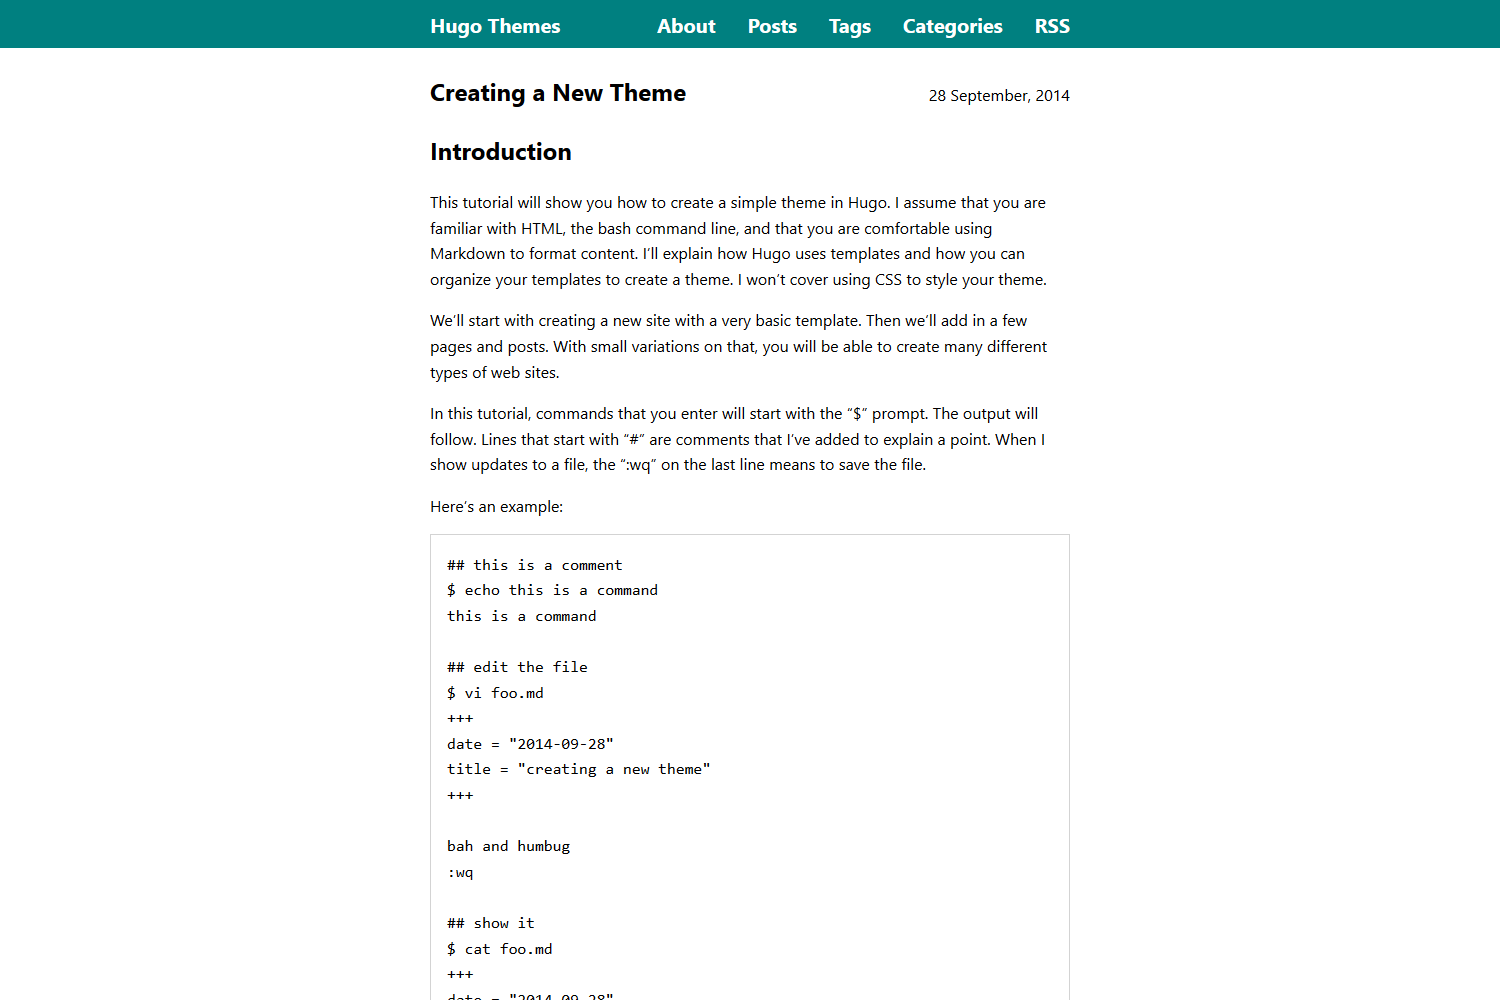 Hugo Themes About Posts Tags Categories RSS
Creating a New Theme 28 September, 2014
Introduction
This tutorial will show you how to create a simple theme in Hugo. I assume that you are
familiar with HTML, the bash command line, and that you are comfortable using
Markdown to format content. I’ll explain how Hugo uses templates and how you can
organize your templates to create a theme. I won’t cover using CSS to style your theme.
We’ll start with creating a new site with a very basic template. Then we’ll add in a few
pages and posts. With small variations on that, you will be able to create many different
types of web sites.
In this tutorial, commands that you enter will start with the “$” prompt. The output will
follow. Lines that start with “#” are comments that I’ve added to explain a point. When I
show updates to a file, the “:wq” on the last line means to save the file.
Here’s an example:
## this is a comment
$ echo this is a command
this is a command
## edit the file
$ vi foo.md
+++
date = "2014-09-28"
title = "creating a new theme"
+++
bah and humbug
:wq
## show it
$ cat foo.md
+++
date = "2014-09-28"